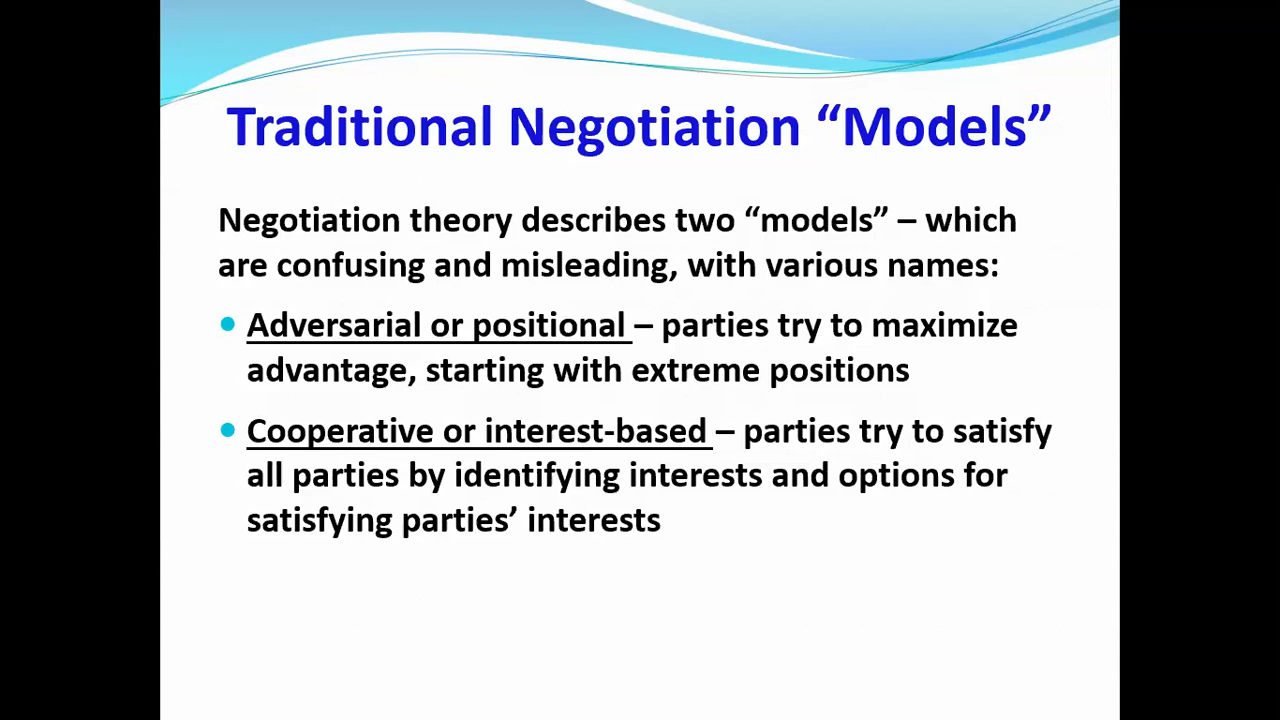 Traditional Negotiation “Models”
Negotiation theory describes two “models” – which
are confusing and misleading, with various names:
• Adversarial or positional – parties try to maximize
advantage, starting with extreme positions
• Cooperative or interest-based – parties try to satisfy
all parties by identifying interests and options for
satisfying parties’ interests